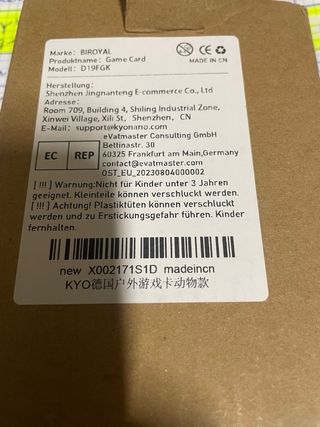 Marke: BIROYAL
Produktname: Game Card
Modell: D19FGK
CE
MADE IN CN
Herstellung:
Shenzhen Jingnanteng E-commerce Co., Ltd
Adresse:
Room 709, Building 4, Shiling Industrial Zone,
Xinwei Village, Xili St, Shenzhen, CN
E-Mail: support@kyonano.com
EC REP
eVatmaster Consulting GmbH
Bettinastr. 30
60325 Frankfurt am Main,Germany
contact@evatmaster.com
OST_EU_20230804000002
[ !!! ] Warnung:Nicht für Kinder unter 3 Jahren
geeignet. Kleinteile können verschluckt werden.
[ !!! ] Achtung! Plastiktüten können verschluckt
werden und zu Erstickungsgefahr führen. Kinder
fernhalten.
new X002171S1D madeincn
KYO德国户外游戏卡动物款